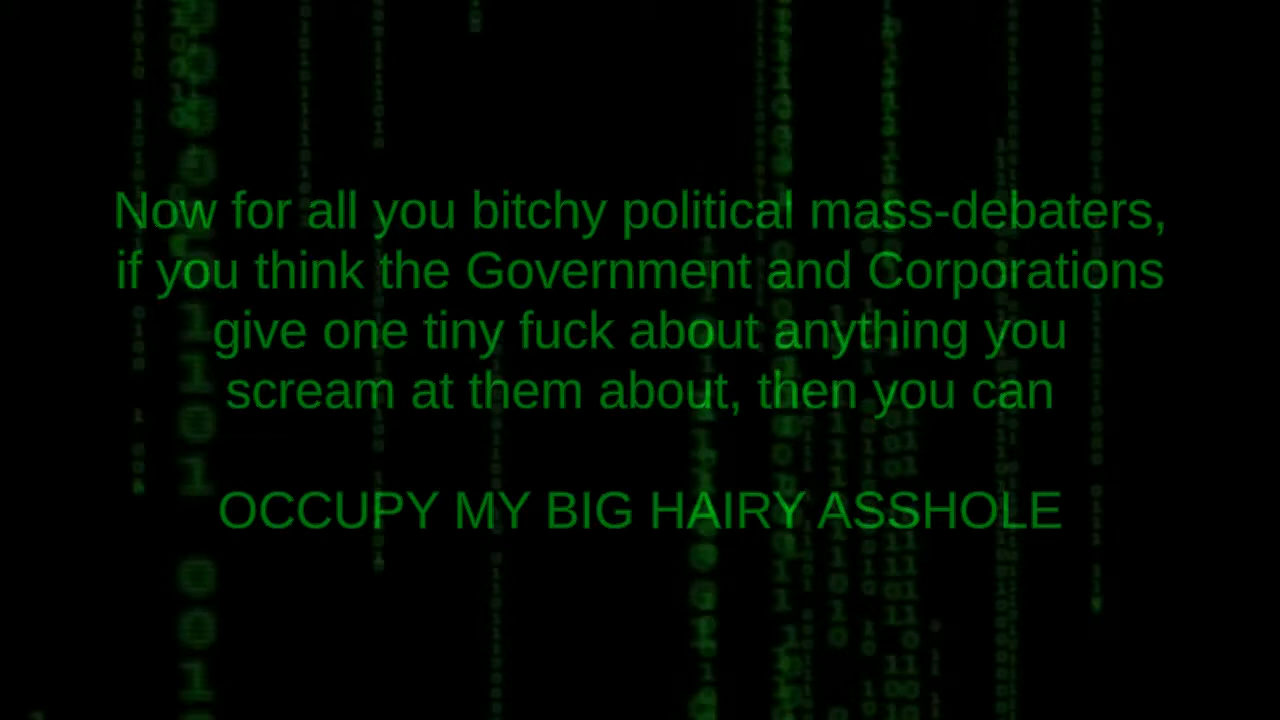 Now for all you bitchy political mass-debaters,
if you think the Government and Corporations
give one tiny fuck about anything you
scream at them about, then you can
OCCUPY MY BIG HAIRY ASSHOLE